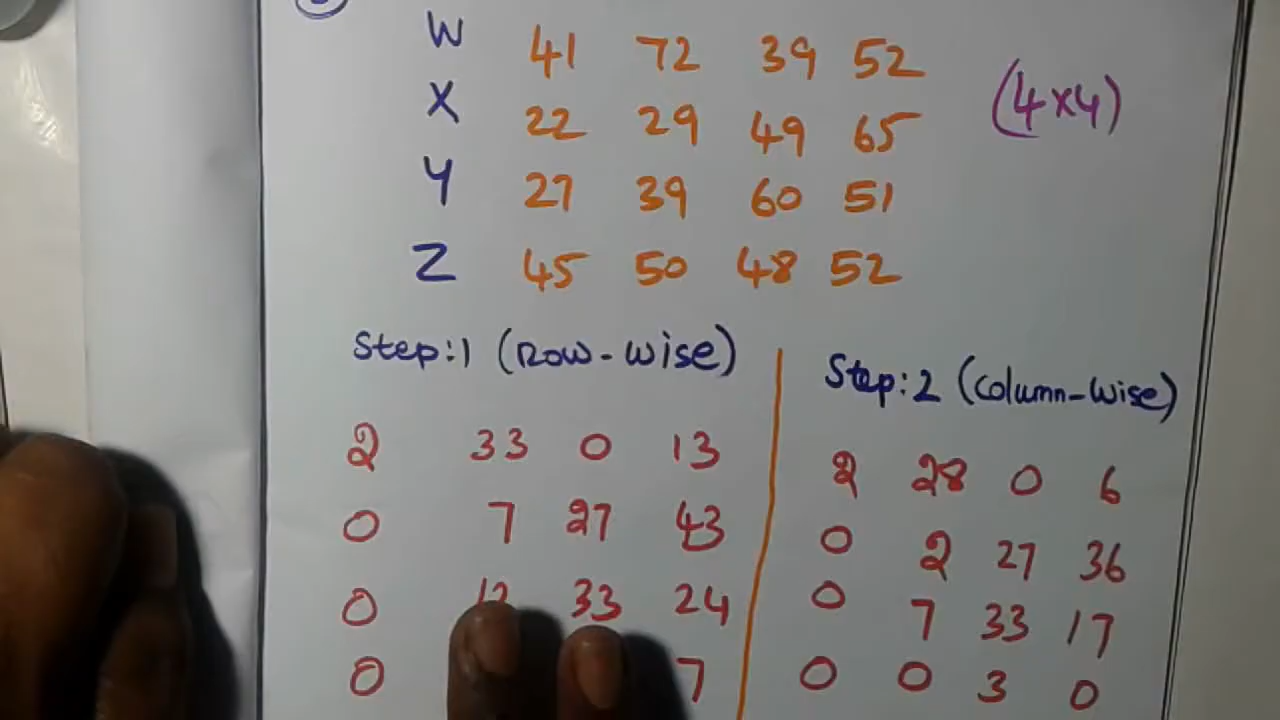 W 41 72 39 52
X 22 29 49 65 (4x4)
Y 27 39 60 51
Z 45 50 48 52
Step:1 (Row-wise)
Step:2 (Column-wise)
2 33 0 13
0 7 27 43
0 12 33 24
0 7
2 28 0 6
0 2 27 36
0 7 33 17
0 0 3 0